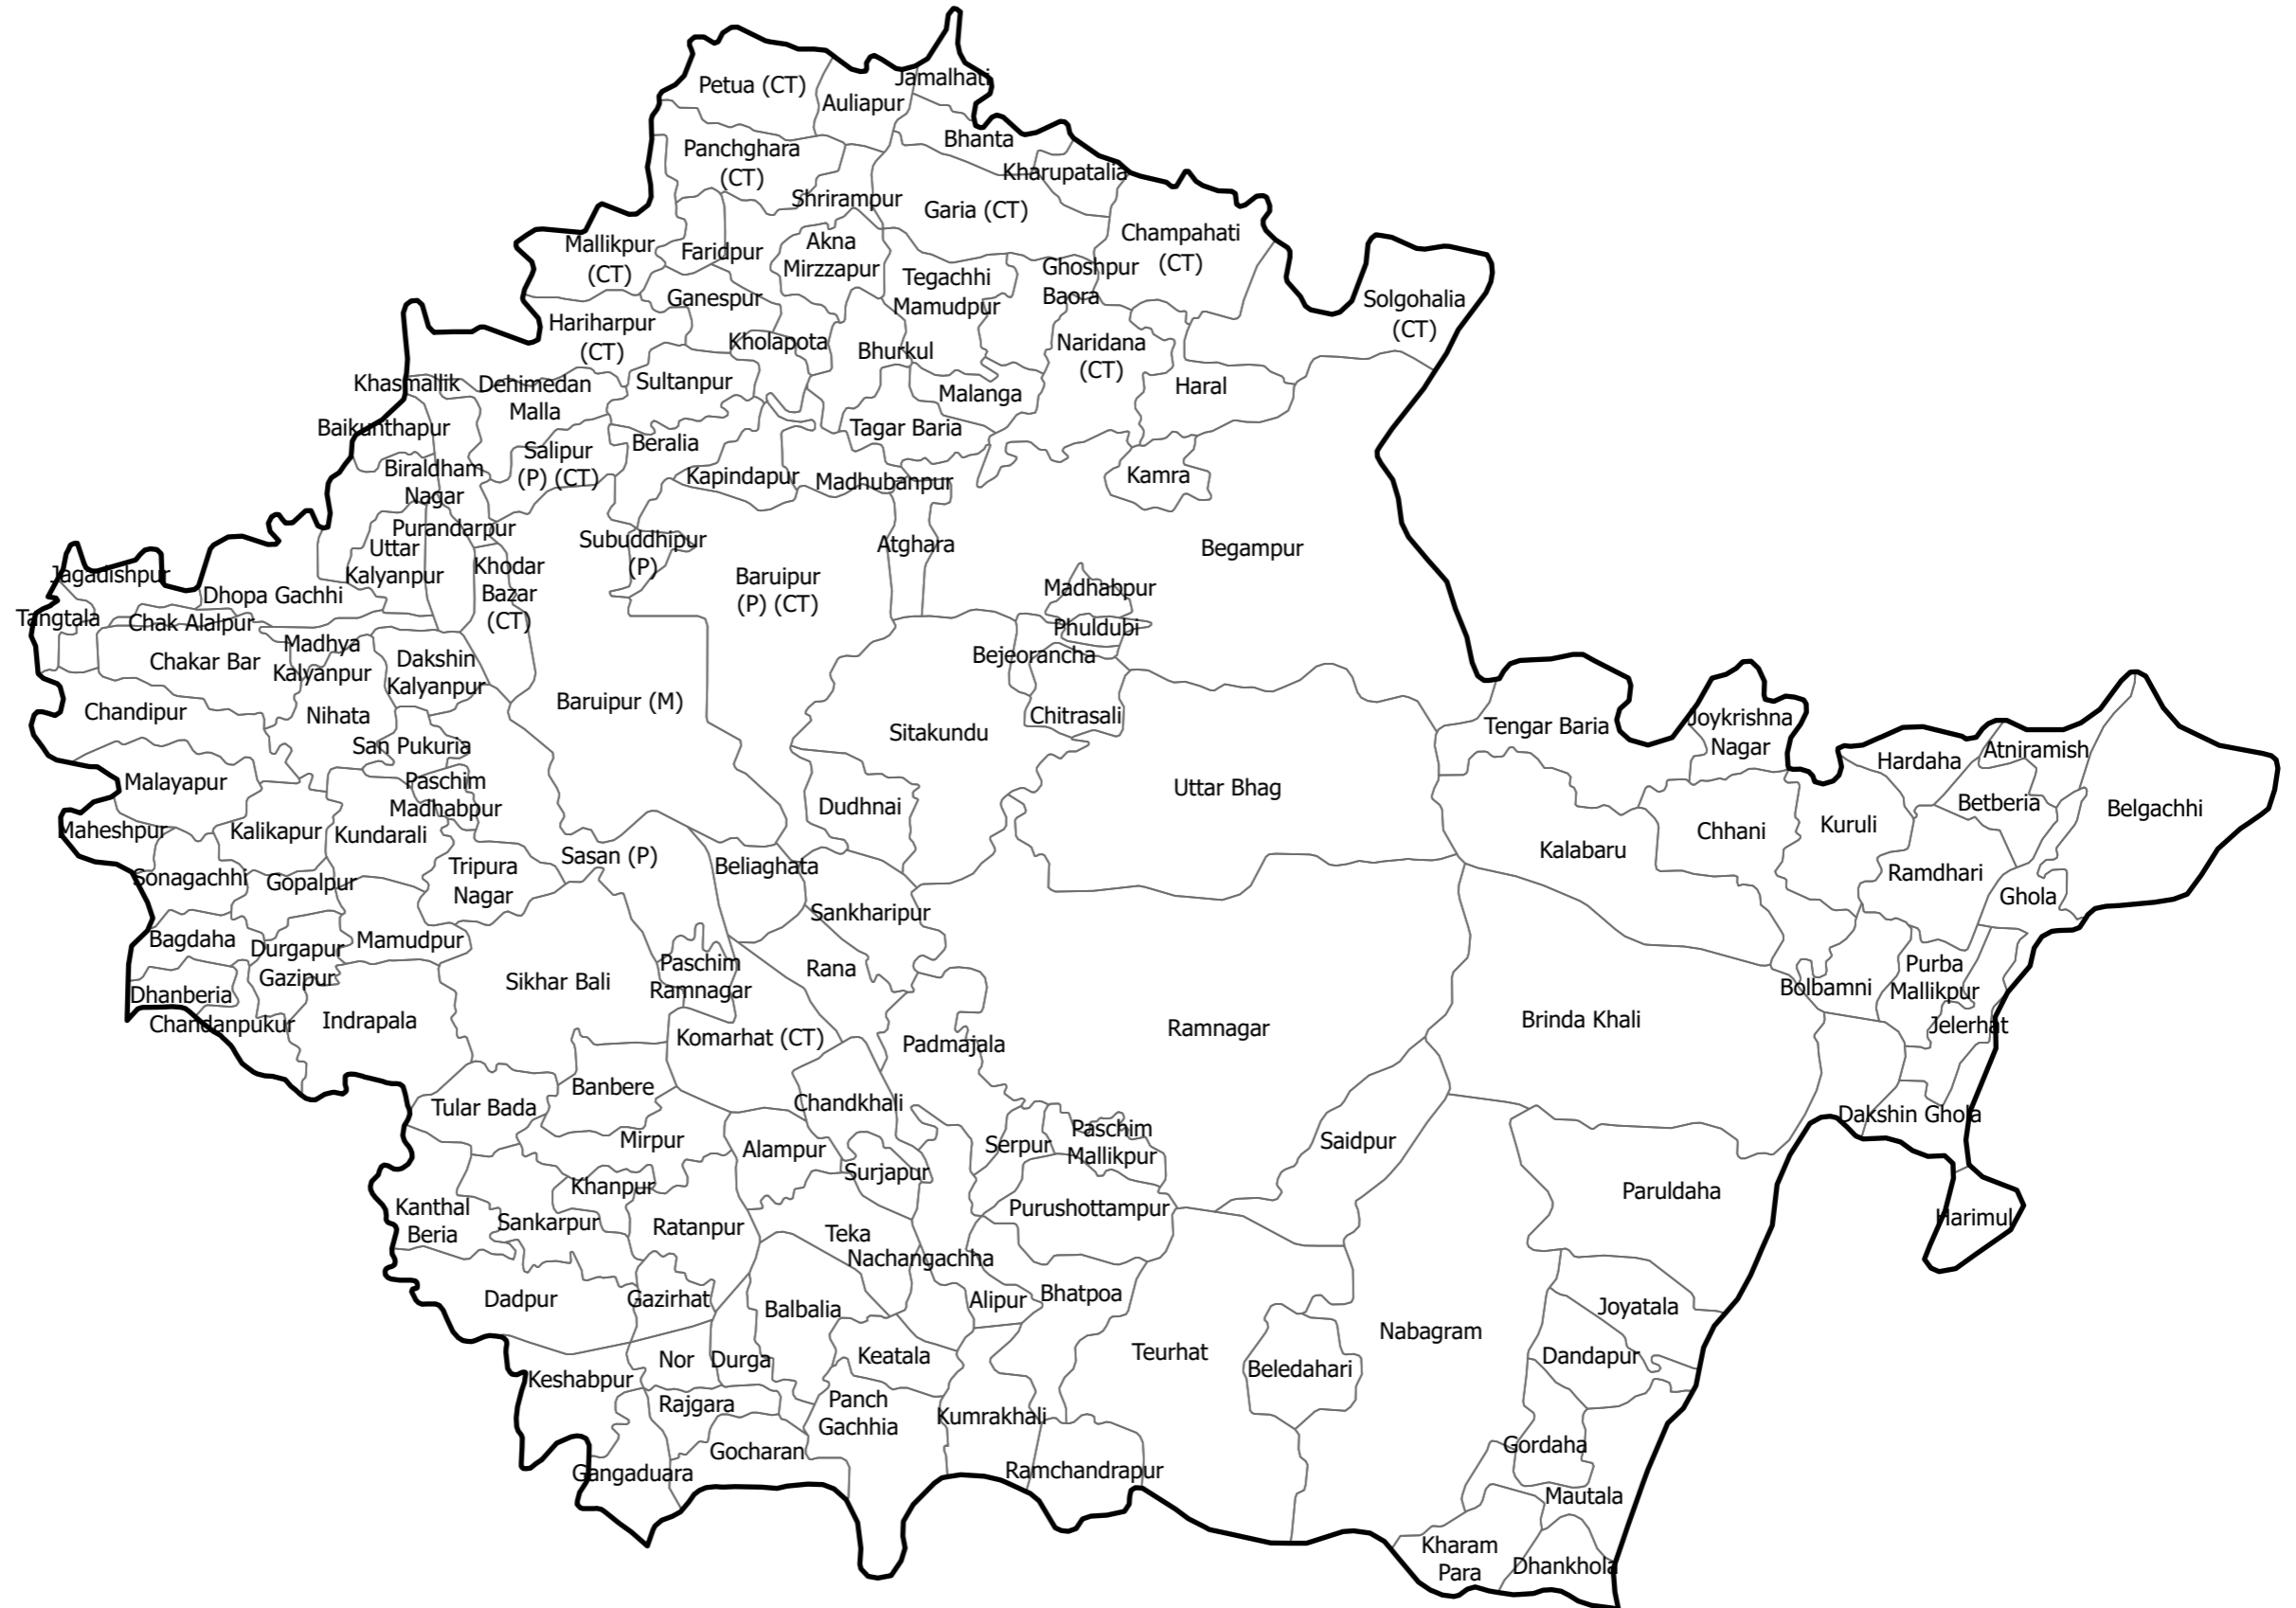 Petua (CT)
Auliapur
Jamalhati
Bhanta
Panchghara
(CT)
Kharupatalia
Shrirampur
Garia (CT)
Mallikpur
(CT)
Faridpur
Akna
Mirzzapur
Champahati
(CT)
Tegachhi
Mamudpur
Ghoshpur
Baora
Ganespur
Solgohalia
(CT)
Hariharpur
(CT)
Kholapota
Bhurkul
Naridana
(CT)
Khasmallik
Dehimedan
Malla
Sultanpur
Malanga
Haral
Baikunthapur
Salipur
(P) (CT)
Beralia
Tagar Baria
Biraldham
Nagar
Kapindapur
Madhubanpur
Kamra
Purandarpur
Uttar
Kalyanpur
Subuddhipur
(P)
Atghara
Begampur
Jagadishpur
Khodar
Bazar
(CT)
Baruipur
(P) (CT)
Dhopa Gachhi
Madhabpur
Tangtala
Chak Alalpur
Phuldubi
Chakar Bar
Madhya
Kalyanpur
Dakshin
Kalyanpur
Bejeorancha
Chandipur
Nihata
Baruipur (M)
Chitrasali
Sitakundu
Tengar Baria
Joykrishna
Nagar
San Pukuria
Hardaha
Atniramish
Malayapur
Paschim
Madhabpur
Dudhnai
Uttar Bhag
Betberia
Belgachhi
Maheshpur
Kalikapur
Kundarali
Chhani
Kuruli
Kalabaru
Sasan (P)
Tripura
Nagar
Beliaghata
Ramdhari
Sonagachhi
Gopalpur
Ghola
Sankharipur
Bagdaha
Durgapur
Mamudpur
Gazipur
Paschim
Ramnagar
Rana
Purba
Mallikpur
Dhanberia
Sikhar Bali
Bolbamni
Chandanpukur
Indrapala
Komarhat (CT)
Padmajala
Ramnagar
Brinda Khali
Jelerhat
Banbere
Tular Bada
Chandkhali
Dakshin Ghola
Mirpur
Alampur
Serpur
Paschim
Mallikpur
Saidpur
Surjapur
Khanpur
Paruldaha
Kanthal
Beria
Sankarpur
Ratanpur
Teka
Purushottampur
Harimul
Nachangachha
Dadpur
Gazirhat
Balbalia
Alipur
Bhatpoa
Joyatala
Nabagram
Nor
Durga
Keatala
Teurhat
Beledahari
Dandapur
Keshabpur
Rajgara
Panch
Gachhia
Kumrakhali
Gocharan
Gordaha
Gangaduara
Ramchandrapur
Mautala
Kharam
Para
Dhankhola